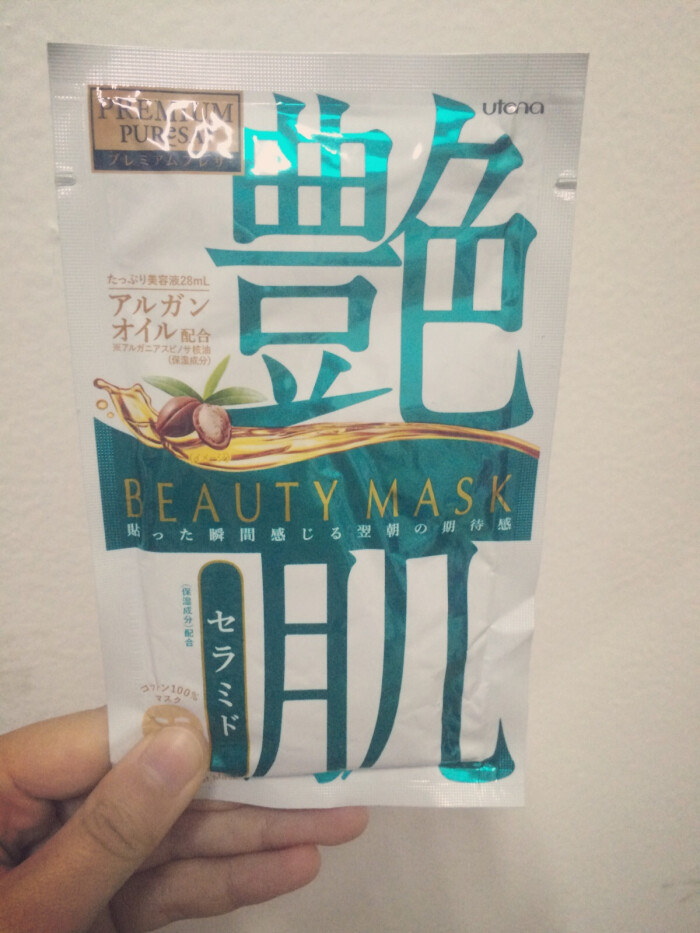 utena
PREMIUM
PUReSA
プレミアムプレサ
艶肌
たっぷり美容液28mL
アルガン
オイル配合
※アルガニアスピノサ核油
(保湿成分)
BEAUTY MASK
貼った瞬間感じる翌朝の期待感
セラミド
(保湿成分)配合
コットン100%
マスク